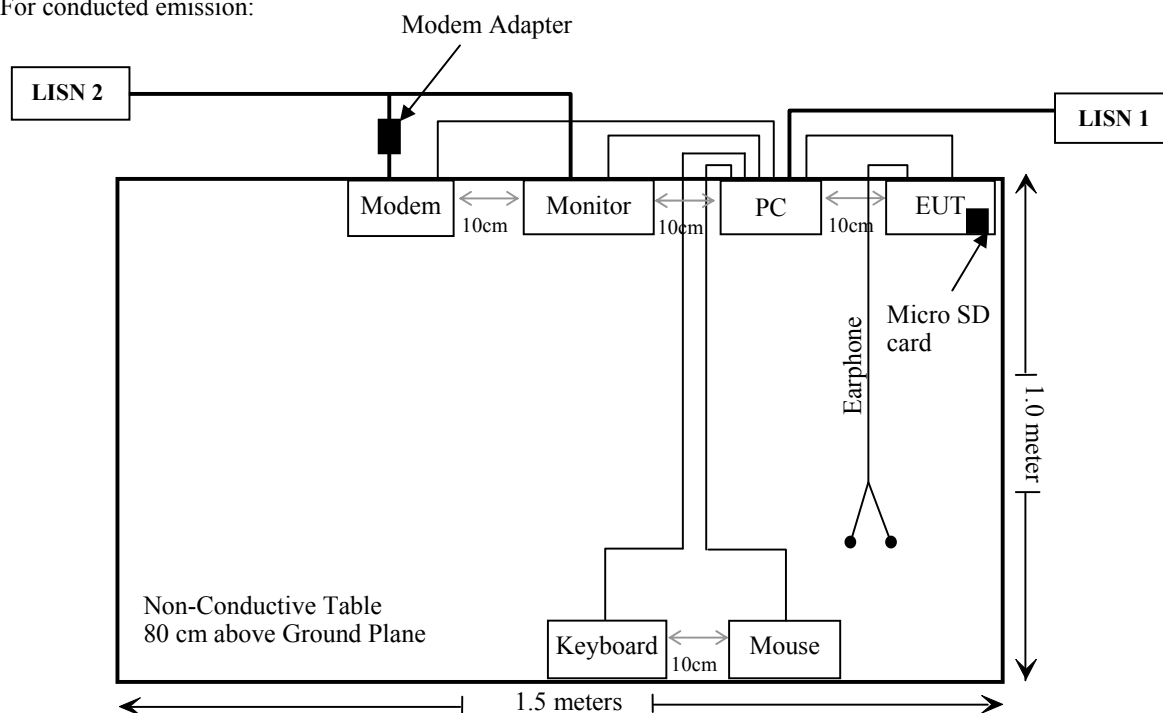 For conducted emission:
Modem Adapter
LISN 2
LISN 1
Modem
Monitor
PC
EUT
10cm
10cm
10cm
Micro SD
card
Earphone
1.0 meter
Non-Conductive Table
80 cm above Ground Plane
Keyboard
Mouse
10cm
1.5 meters